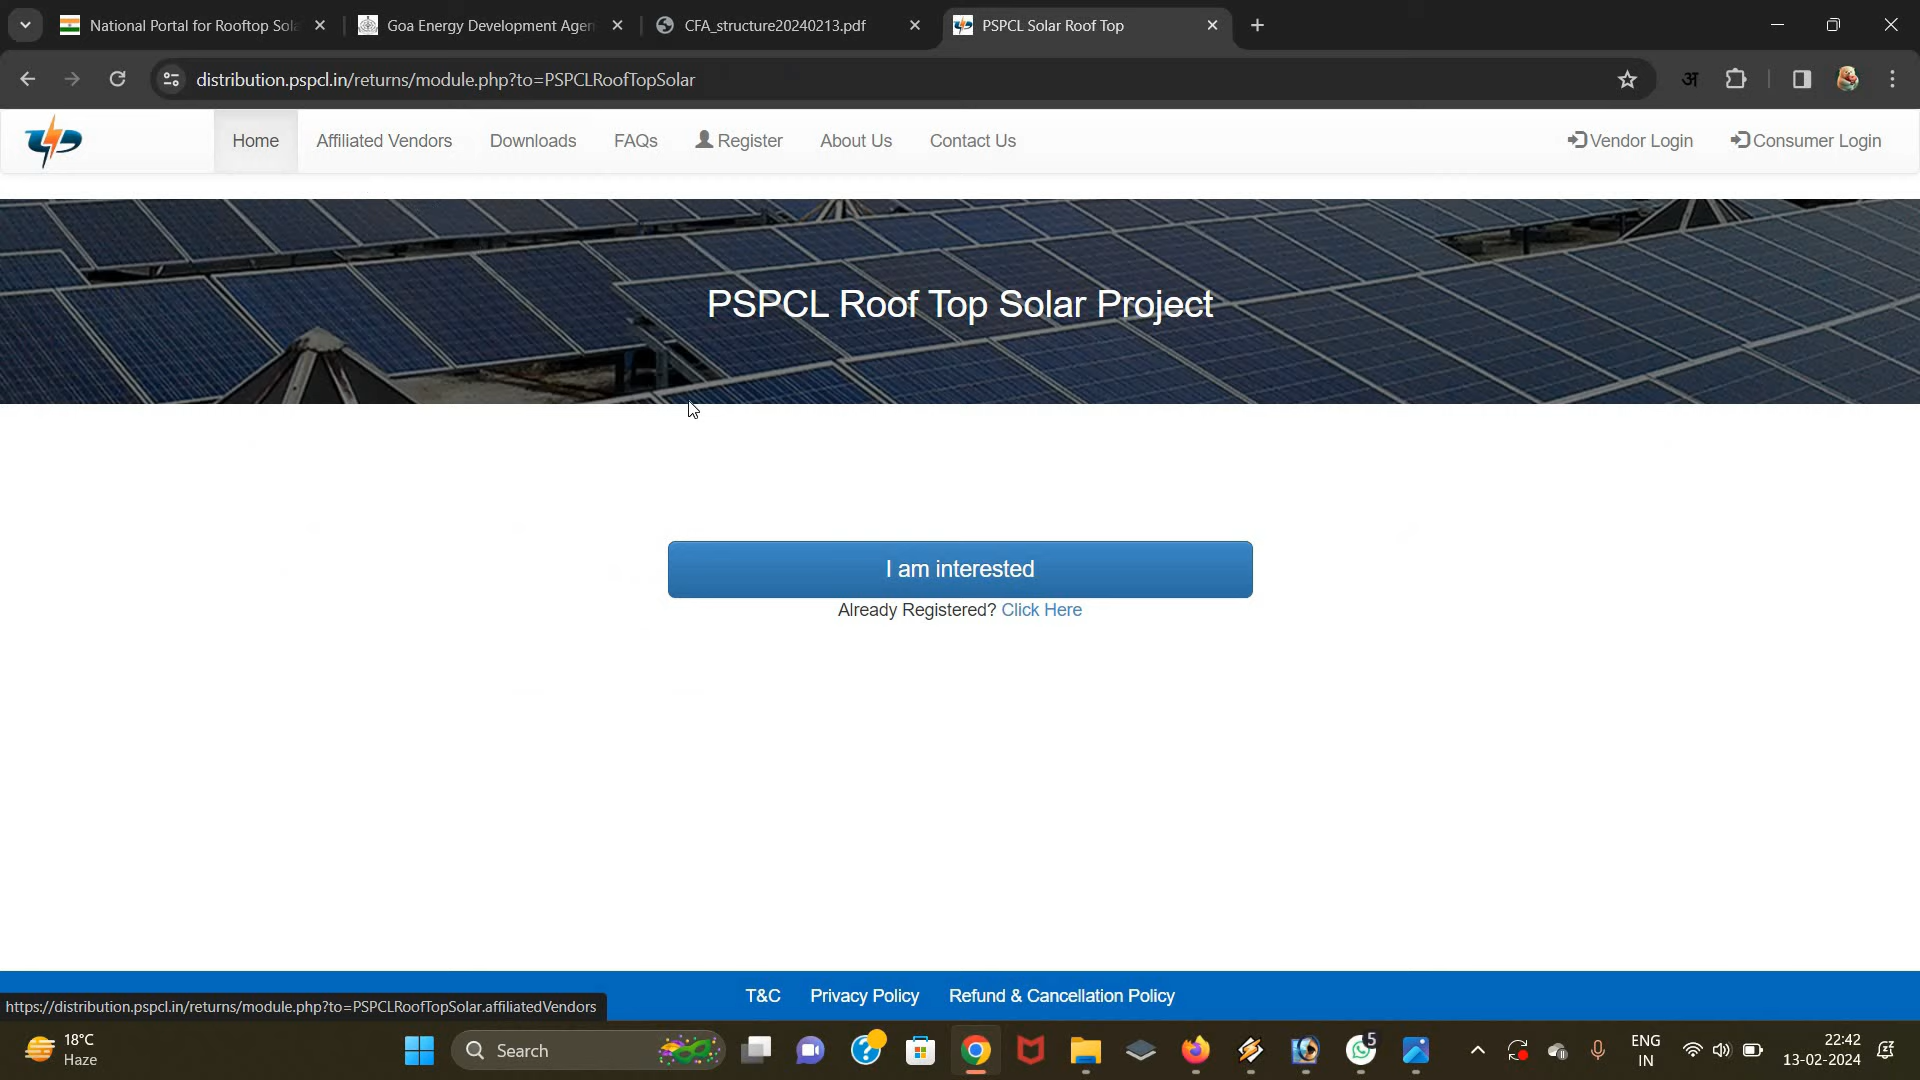 National Portal for Rooftop Sola
Goa Energy Development Agen
CFA_structure20240213.pdf
PSPCL Solar Roof Top
distribution.pspcl.in/returns/module.php?to=PSPCLRoofTopSolar
अ
Home
Affiliated Vendors
Downloads
FAQs
Register
About Us
Contact Us
Vendor Login
Consumer Login
PSPCL Roof Top Solar Project
I am interested
Already Registered? Click Here
T&C
Privacy Policy
Refund & Cancellation Policy
https://distribution.pspcl.in/returns/module.php?to=PSPCLRoofTopSolar.affiliatedVendors
18°C
Haze
Search
5
ENG
IN
22:42
13-02-2024